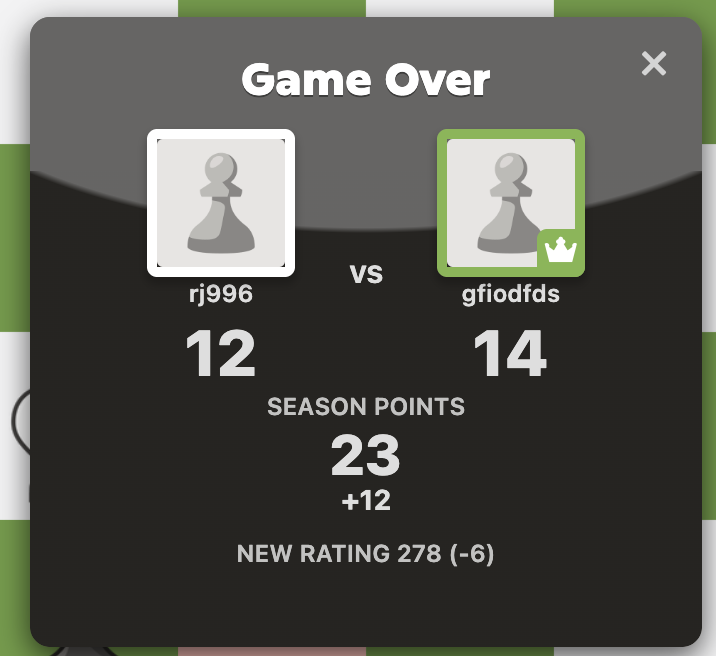 Game Over
vs
rj996
gfiodfds
12
14
SEASON POINTS
23
+12
NEW RATING 278 (-6)